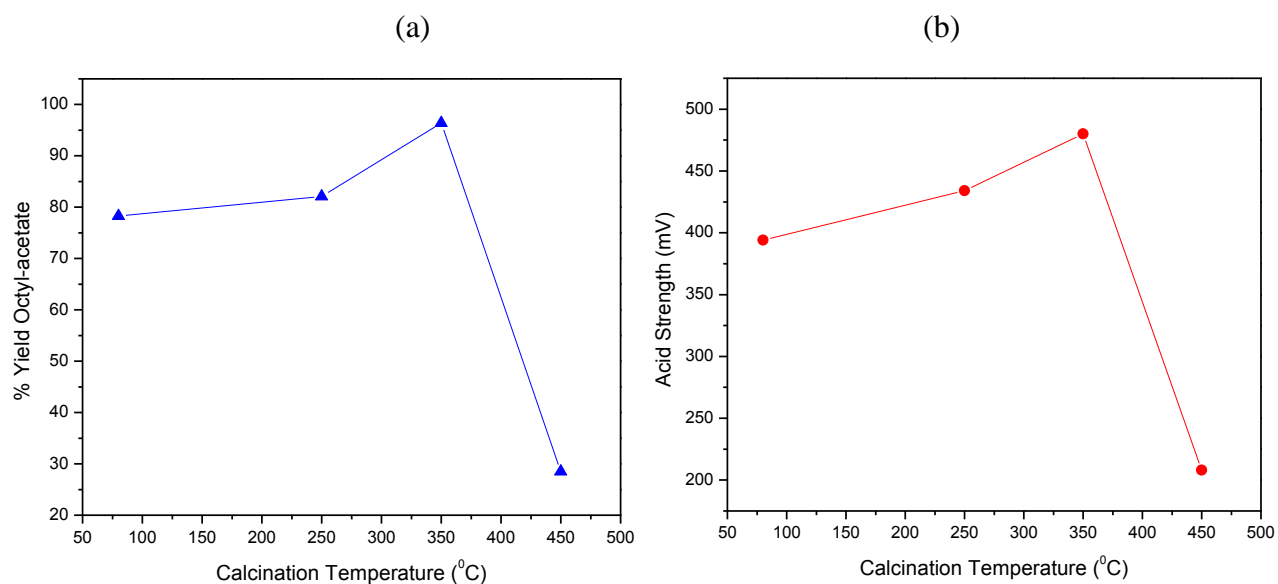 (a)
(b)
100
90
80
70
60
50
40
30
20
% Yield Octyl-acetate
50 100 150 200 250 300 350 400 450 500
Calcination Temperature (⁰C)
500
450
400
350
300
250
200
Acid Strength (mV)
50 100 150 200 250 300 350 400 450 500
Calcination Temperature (⁰C)